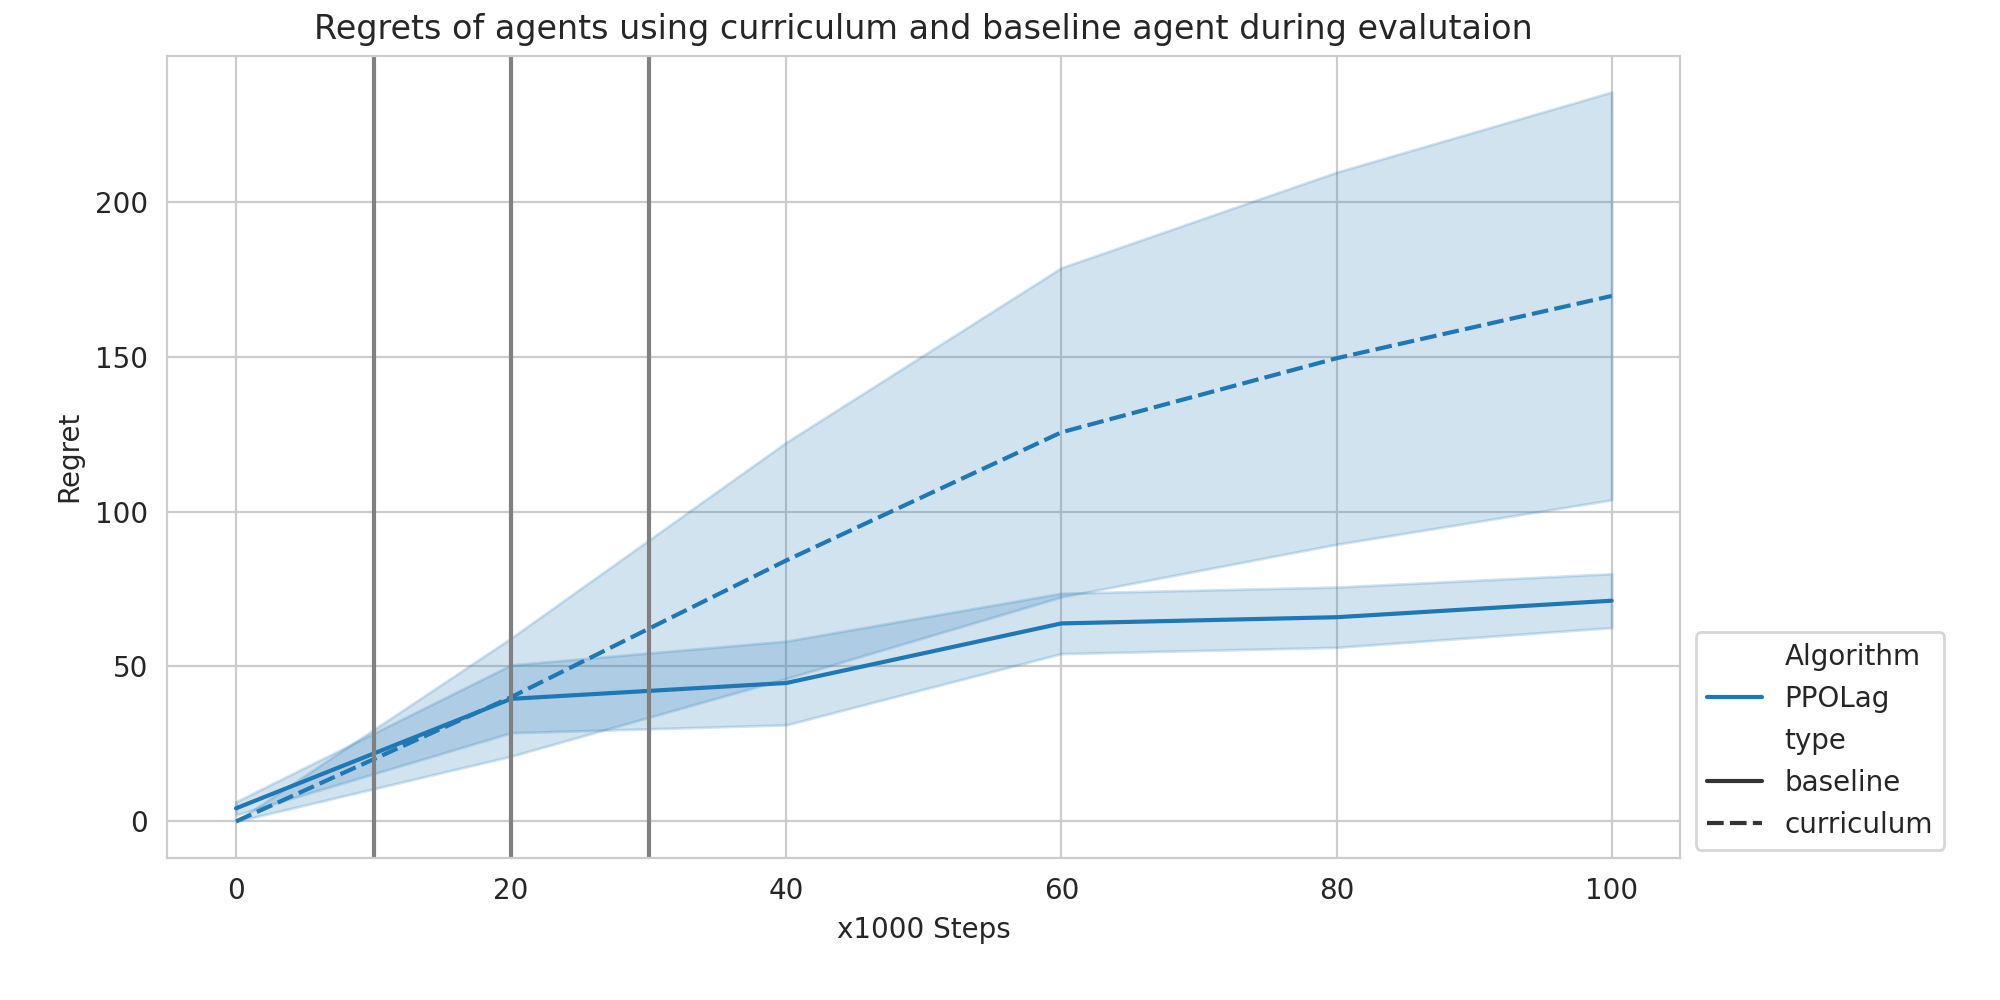 Regrets of agents using curriculum and baseline agent during evalutaion
200
150
100
50
0
Regret
0 20 40 60 80 100
x1000 Steps
Algorithm
PPOLag
type
baseline
curriculum